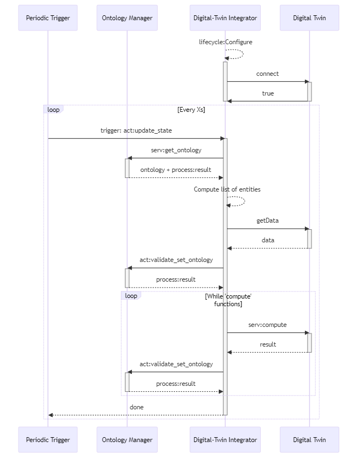 Periodic Trigger
Ontology Manager
Digital-Twin Integrator
Digital Twin
lifecycle:Configure
connect
true
loop
[Every Xs]
trigger: act:update_state
serv:get_ontology
ontology + process:result
Compute list of entities
getData
data
act:validate_set_ontology
process:result
loop
[While 'compute'
functions]
serv:compute
result
act:validate_set_ontology
process:result
done
Periodic Trigger
Ontology Manager
Digital-Twin Integrator
Digital Twin